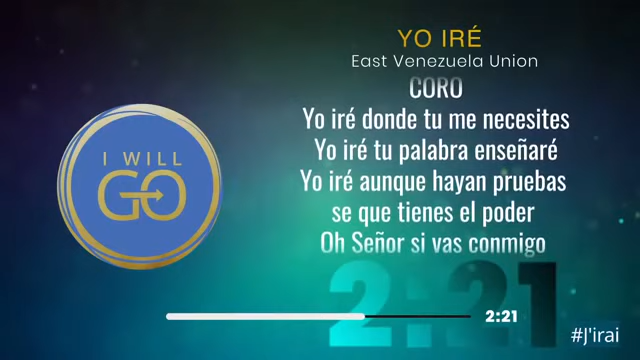 YO IRÉ
East Venezuela Union
CORO
Yo iré donde tu me necesites
Yo iré tu palabra enseñaré
Yo iré aunque hayan pruebas
se que tienes el poder
Oh Señor si vas conmigo
I WILL
GO
2:21
2:21
#J'irai